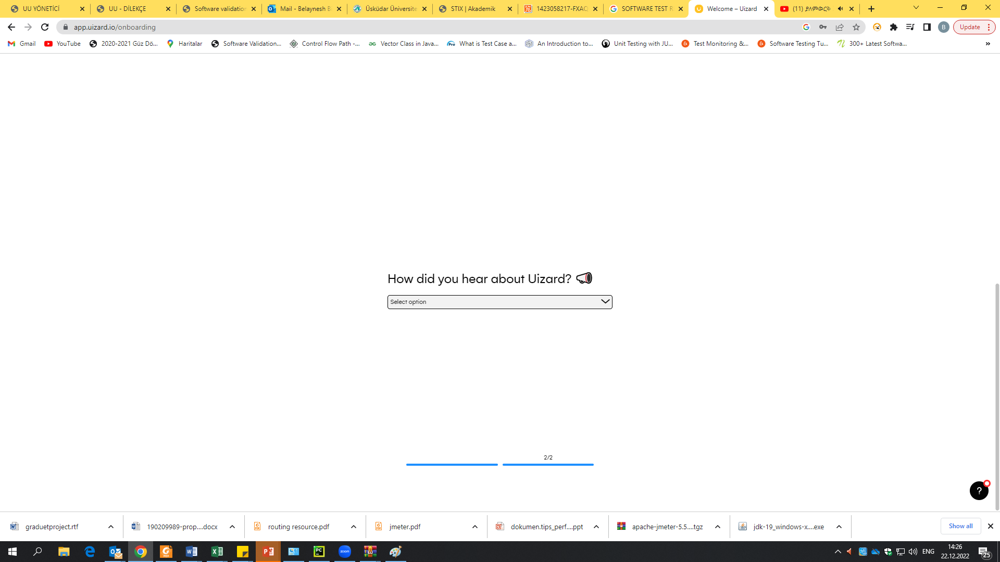 UU YÖNETİCİ
UU - DİLEKÇE
Software validation
Mail - Belaynesh B
Üsküdar Üniversite
STIX | Akademik
1423058217-FXAQ
SOFTWARE TEST R
Welcome – Uizard
(11) ያለምወርቅ
app.uizard.io/onboarding
B
Update
Gmail
YouTube
2020-2021 Güz Dö...
Haritalar
Software Validation...
Control Flow Path -...
Vector Class in Java...
What is Test Case a...
An Introduction to...
Unit Testing with JU...
Test Monitoring &...
Software Testing Tu...
300+ Latest Softwa...
»
How did you hear about Uizard?
Select option
2/2
?
graduetproject.rtf
190209989-prop....docx
routing resource.pdf
jmeter.pdf
dokumen.tips_perf....ppt
apache-jmeter-5.5....tgz
jdk-19_windows-x....exe
Show all
zoom
ENG
14:26
22.12.2022
25